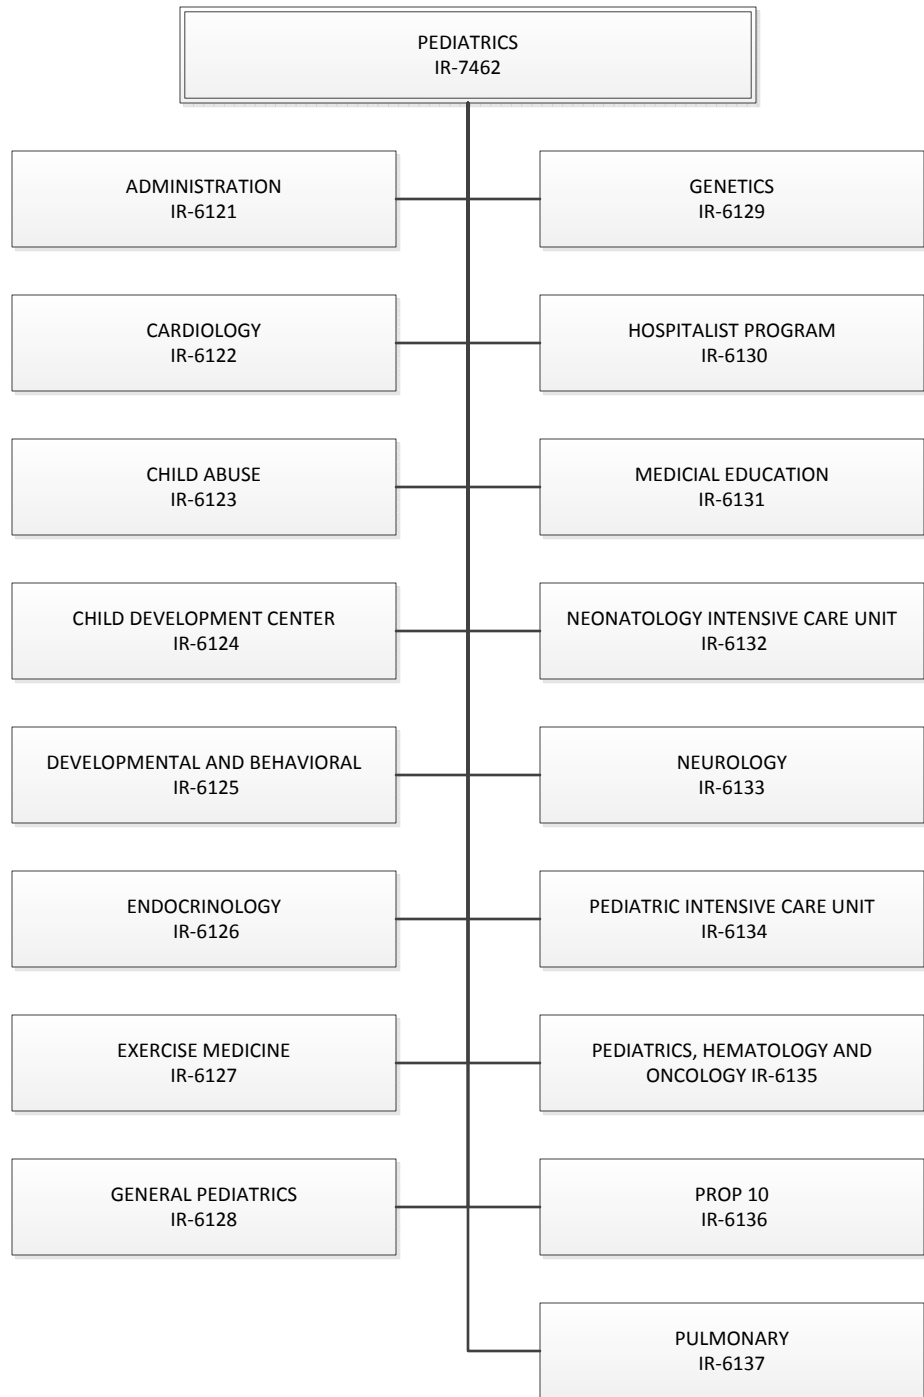 PEDIATRICS
IR-7462
ADMINISTRATION
IR-6121
GENETICS
IR-6129
CARDIOLOGY
IR-6122
HOSPITALIST PROGRAM
IR-6130
CHILD ABUSE
IR-6123
MEDICIAL EDUCATION
IR-6131
CHILD DEVELOPMENT CENTER
IR-6124
NEONATOLOGY INTENSIVE CARE UNIT
IR-6132
DEVELOPMENTAL AND BEHAVIORAL
IR-6125
NEUROLOGY
IR-6133
ENDOCRINOLOGY
IR-6126
PEDIATRIC INTENSIVE CARE UNIT
IR-6134
EXERCISE MEDICINE
IR-6127
PEDIATRICS, HEMATOLOGY AND
ONCOLOGY IR-6135
GENERAL PEDIATRICS
IR-6128
PROP 10
IR-6136
PULMONARY
IR-6137